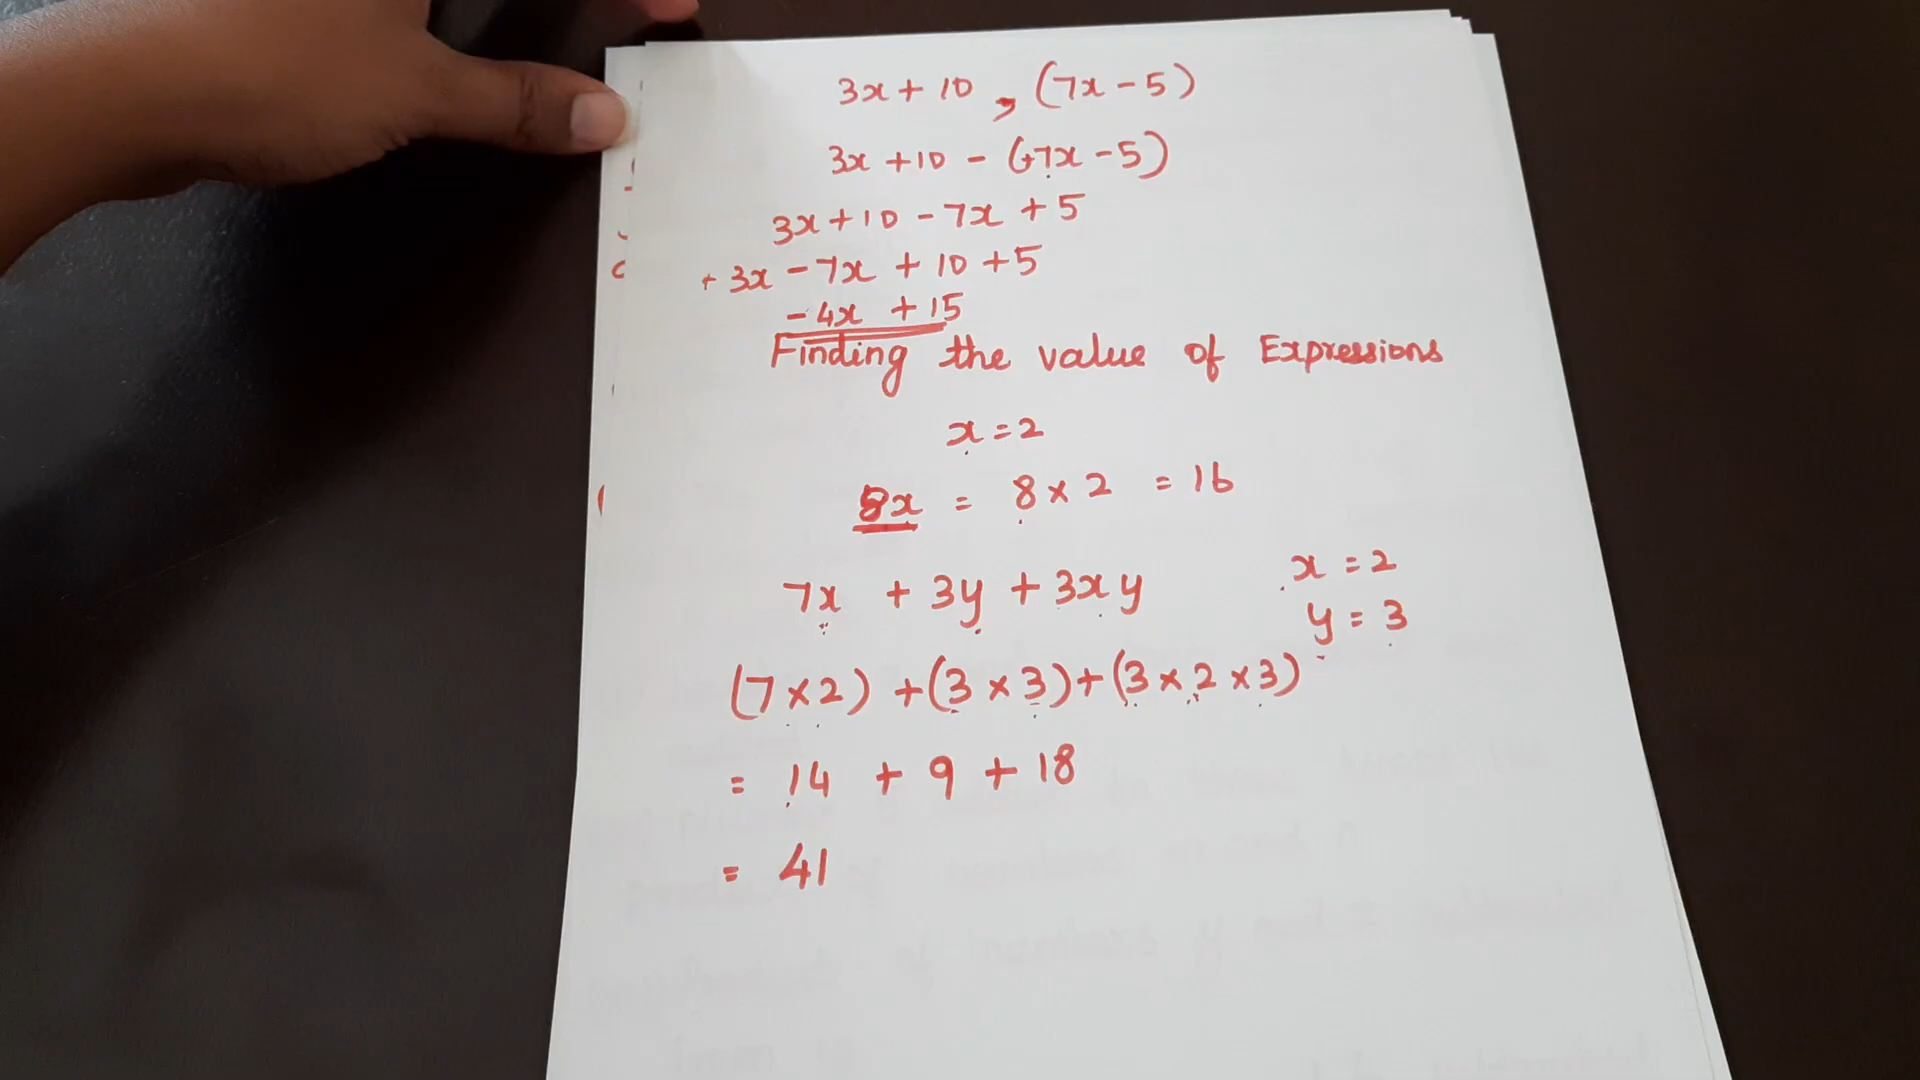 3x + 10 , (7x - 5)
3x + 10 - (+7x - 5)
3x + 10 - 7x + 5
+ 3x - 7x + 10 + 5
- 4x + 15
Finding the value of Expressions
x = 2
8x = 8 × 2 = 16
7x + 3y + 3xy
x = 2
y = 3
(7 × 2) + (3 × 3) + (3 × 2 × 3)
= 14 + 9 + 18
= 41